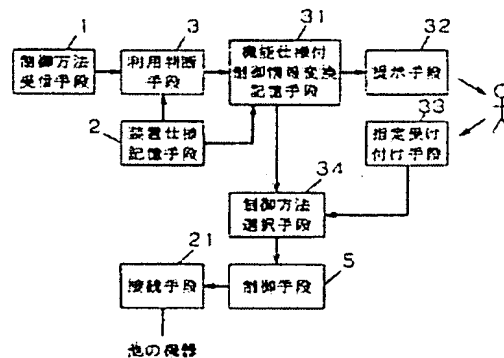 1
3
31
32
制御方法
受信手段
利用判断
手段
機能仕様付
制御情報変換
記憶手段
提示手段
33
2
装置仕様
記憶手段
指定受け
付け手段
34
制御方法
選択手段
21
5
接続手段
制御手段
他の機器